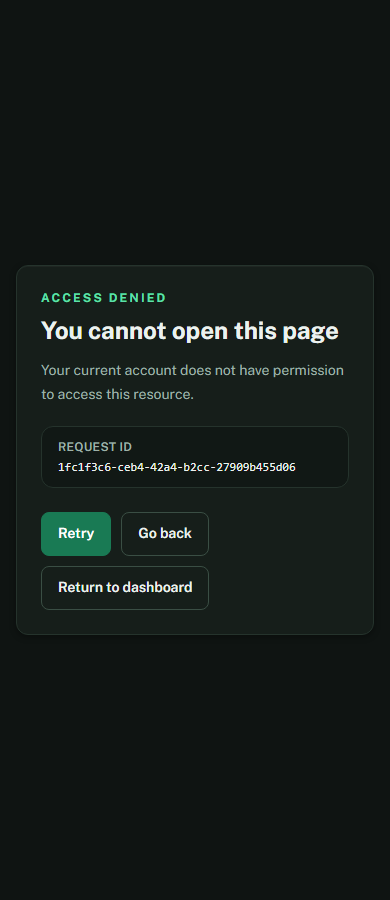 ACCESS DENIED
You cannot open this page
Your current account does not have permission
to access this resource.
REQUEST ID
1fc1f3c6-ceb4-42a4-b2cc-27909b455d06
Retry
Go back
Return to dashboard